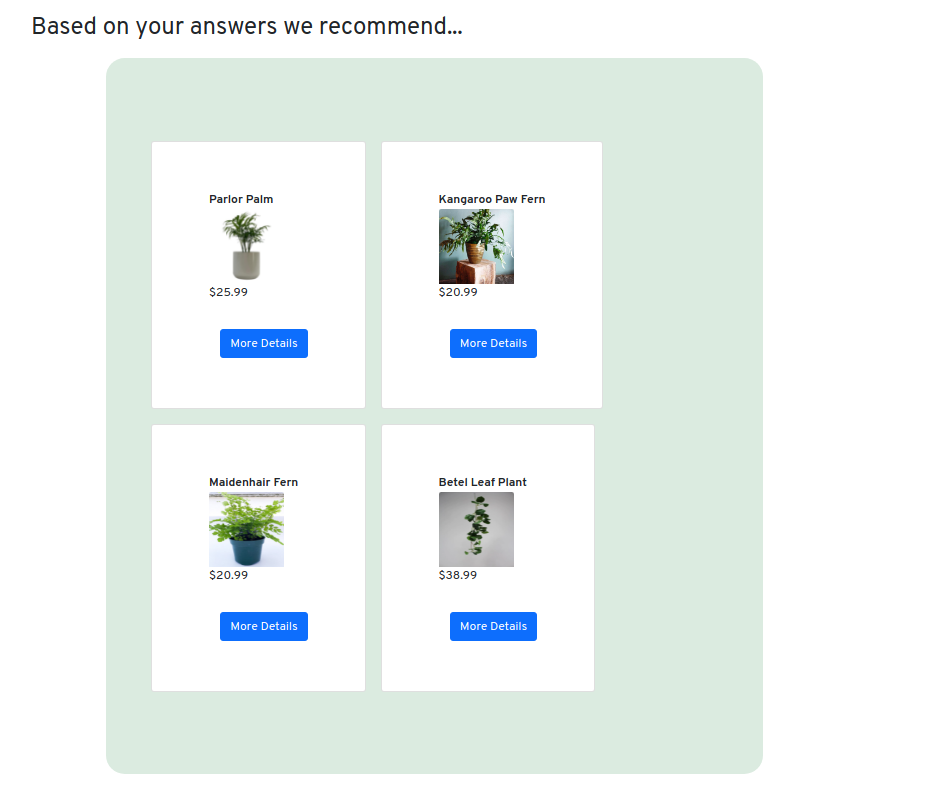 Based on your answers we recommend...
Parlor Palm
$25.99
More Details
Kangaroo Paw Fern
$20.99
More Details
Maidenhair Fern
$20.99
More Details
Betel Leaf Plant
$38.99
More Details